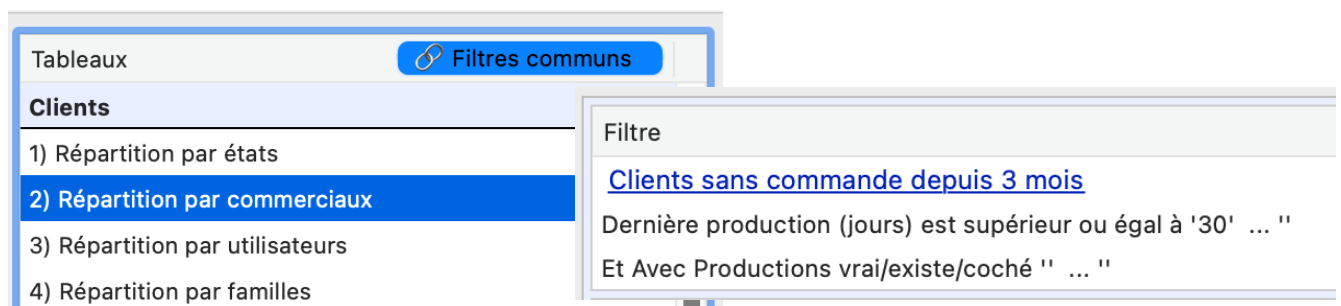 Tableaux
Filtres communs
Clients
1) Répartition par états
2) Répartition par commerciaux
3) Répartition par utilisateurs
4) Répartition par familles
Filtre
Clients sans commande depuis 3 mois
Dernière production (jours) est supérieur ou égal à '30' ... ''
Et Avec Productions vrai/existe/coché '' ... ''